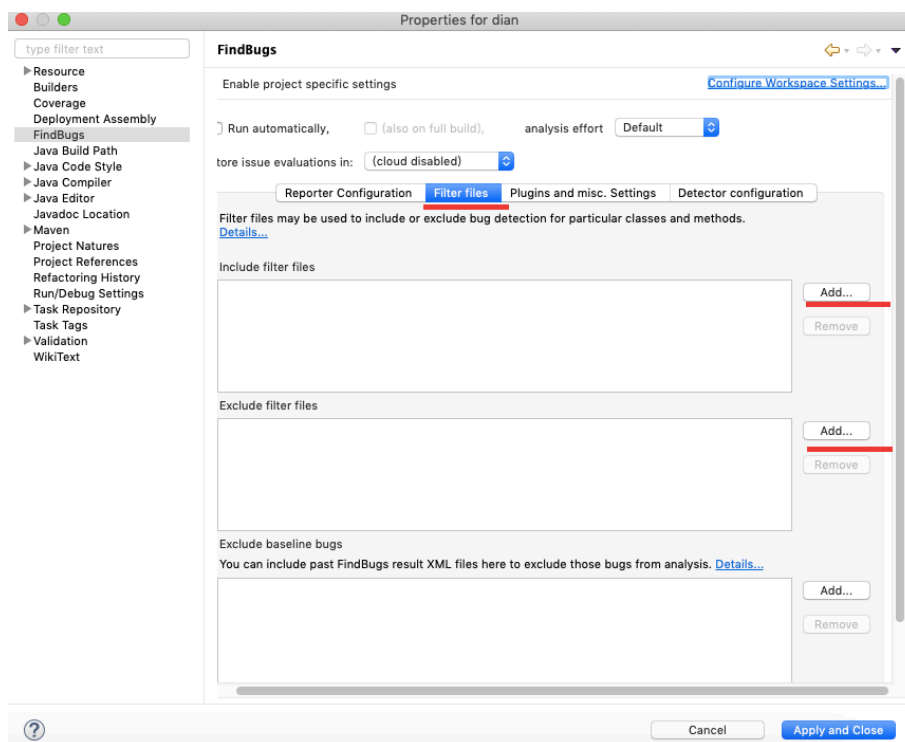 Properties for dian
type filter text
Resource
Builders
Coverage
Deployment Assembly
FindBugs
Java Build Path
Java Code Style
Java Compiler
Java Editor
Javadoc Location
Maven
Project Natures
Project References
Refactoring History
Run/Debug Settings
Task Repository
Task Tags
Validation
WikiText
FindBugs
Enable project specific settings Configure Workspace Settings...
Run automatically, (also on full build), analysis effort Default
tore issue evaluations in: (cloud disabled)
Reporter Configuration Filter files Plugins and misc. Settings Detector configuration
Filter files may be used to include or exclude bug detection for particular classes and methods.
Details...
Include filter files
Add...
Remove
Exclude filter files
Add...
Remove
Exclude baseline bugs
You can include past FindBugs result XML files here to exclude those bugs from analysis. Details...
Add...
Remove
? Cancel Apply and Close